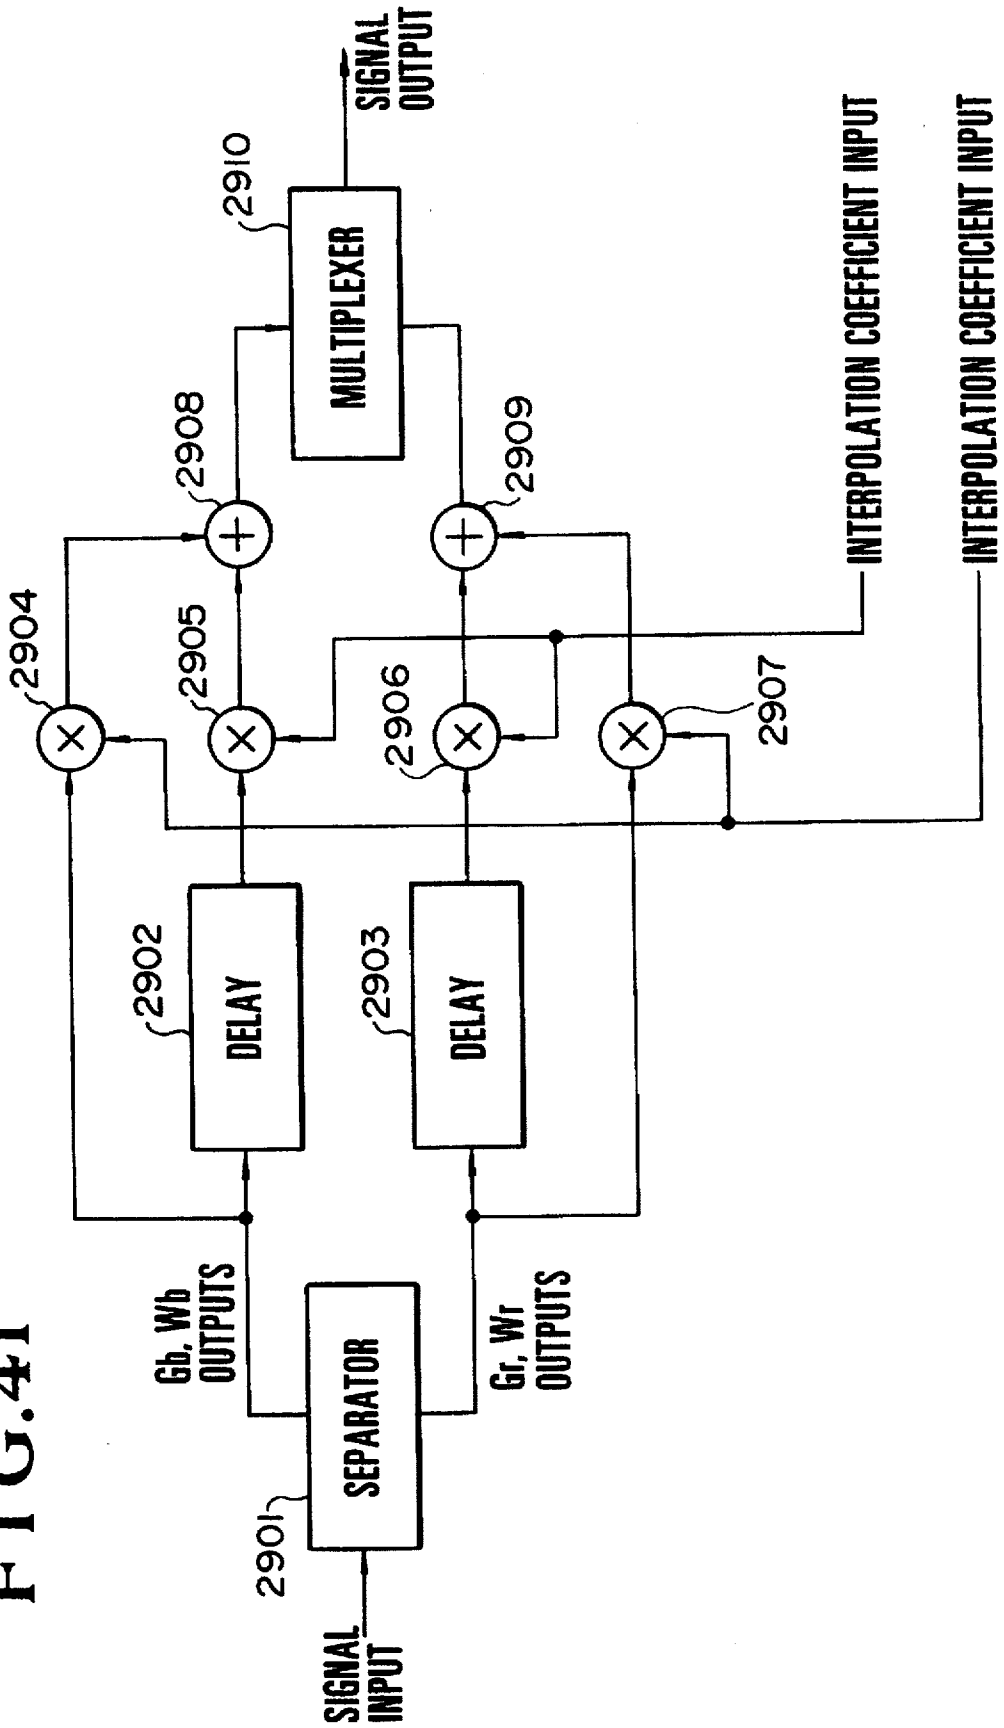 FIG.41
SIGNAL
INPUT
2901
SEPARATOR
Gb, Wb
OUTPUTS
Gr, Wr
OUTPUTS
2902
DELAY
2903
DELAY
2904
2905
2906
2907
2908
2909
2910
MULTIPLEXER
SIGNAL
OUTPUT
INTERPOLATION COEFFICIENT INPUT
INTERPOLATION COEFFICIENT INPUT